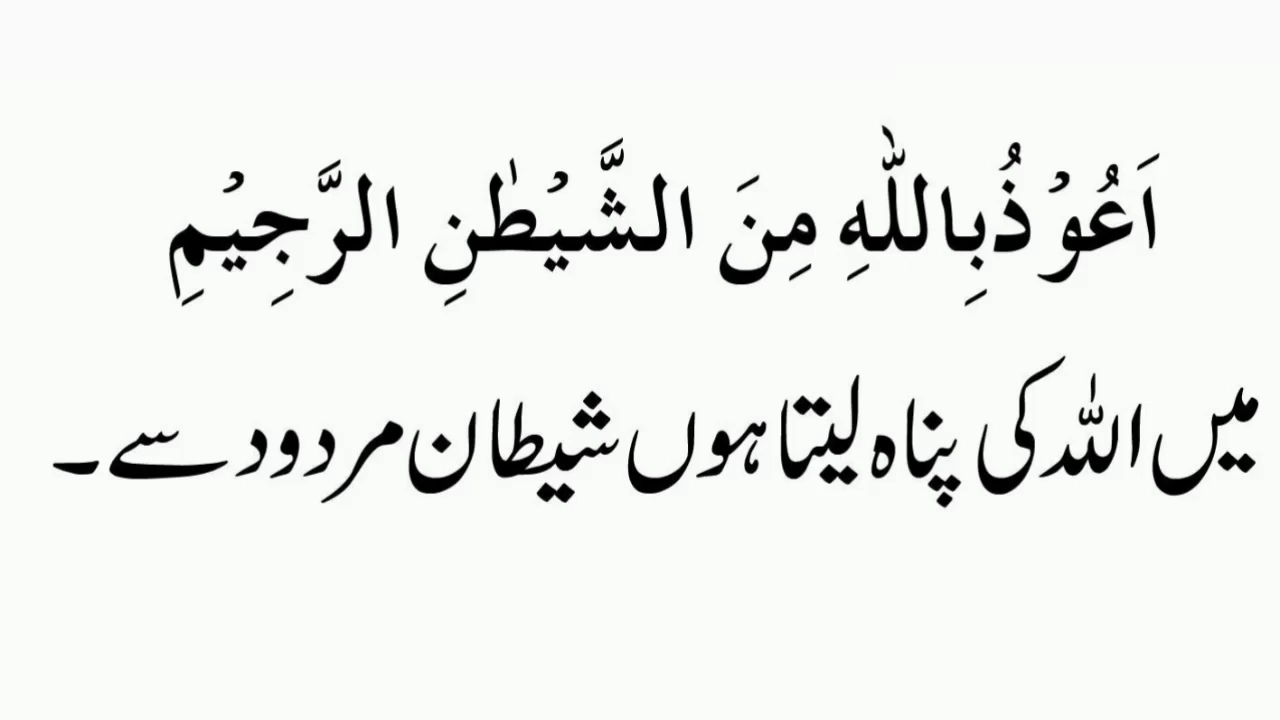 اَعُوۡذُبِاللّٰهِ مِنَ الشَّيۡطٰنِ الرَّجِيۡمِ
میں اللہ کی پناہ لیتا ہوں شیطان مردود سے۔